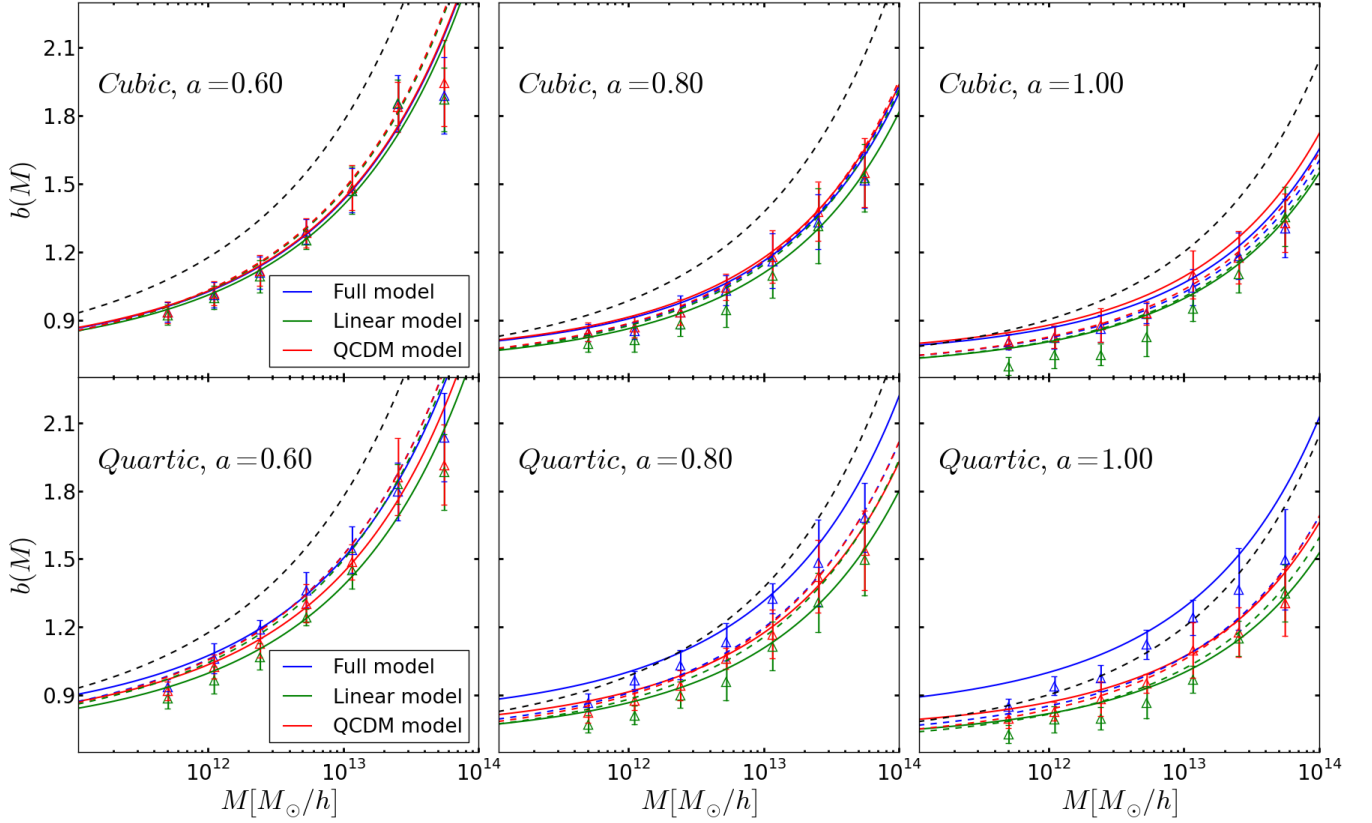 2.1
1.8
1.5
1.2
0.9
b(M)
Cubic, a=0.60
Full model
Linear model
QCDM model
Cubic, a=0.80
Cubic, a=1.00
2.1
1.8
1.5
1.2
0.9
b(M)
Quartic, a=0.60
Full model
Linear model
QCDM model
Quartic, a=0.80
Quartic, a=1.00
10^12 10^13 10^14 10^12 10^13 10^14 10^12 10^13 10^14
M[M_⊙/h] M[M_⊙/h] M[M_⊙/h]